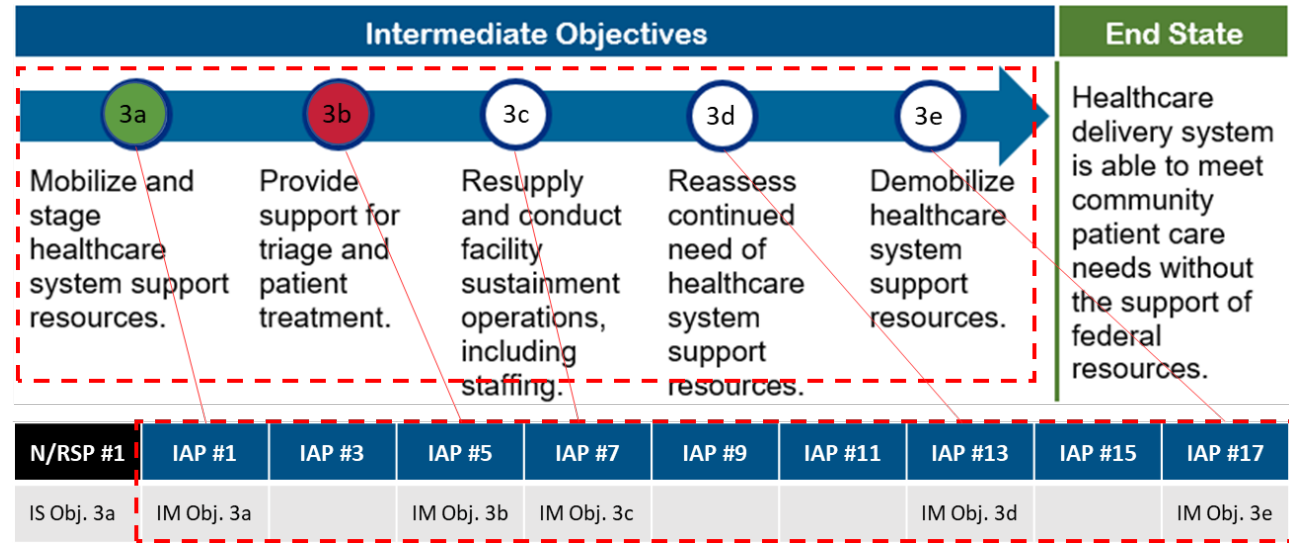 Intermediate Objectives
End State
3a
3b
3c
3d
3e
Mobilize and
stage
healthcare
system support
resources.
Provide
support for
triage and
patient
treatment.
Resupply
and conduct
facility
sustainment
operations,
including
staffing.
Reassess
continued
need of
healthcare
system
support
resources.
Demobilize
healthcare
system
support
resources.
Healthcare
delivery system
is able to meet
community
patient care
needs without
the support of
federal
resources.
N/RSP #1 IAP #1 IAP #3 IAP #5 IAP #7 IAP #9 IAP #11 IAP #13 IAP #15 IAP #17
IS Obj. 3a IM Obj. 3a IM Obj. 3b IM Obj. 3c IM Obj. 3d IM Obj. 3e